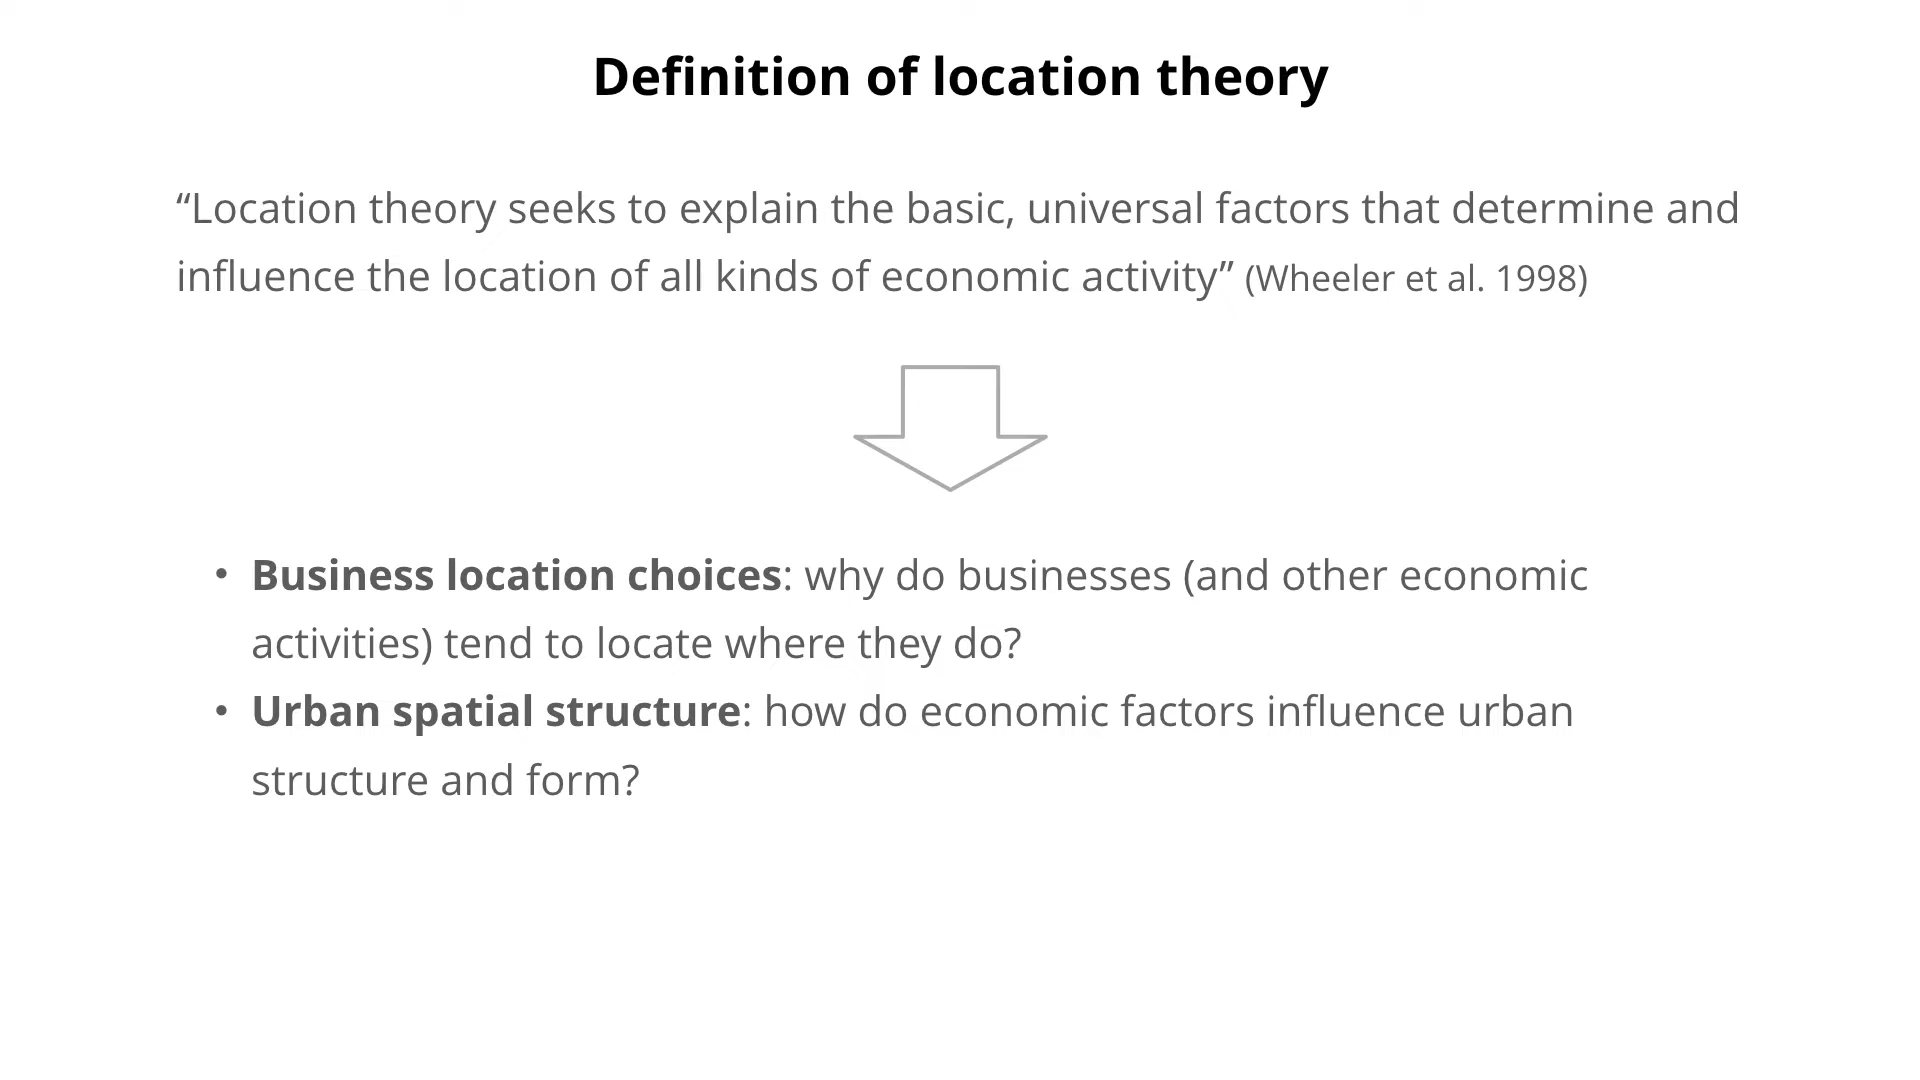 Definition of location theory
“Location theory seeks to explain the basic, universal factors that determine and
influence the location of all kinds of economic activity” (Wheeler et al. 1998)
• Business location choices: why do businesses (and other economic
activities) tend to locate where they do?
• Urban spatial structure: how do economic factors influence urban
structure and form?